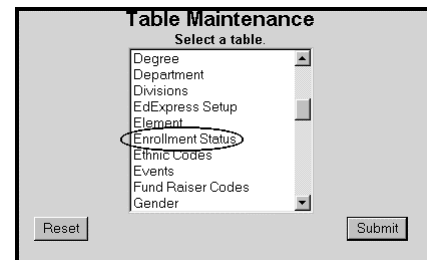 Table Maintenance
Select a table.
Degree
Department
Divisions
EdExpress Setup
Element
Enrollment Status
Ethnic Codes
Events
Fund Raiser Codes
Gender
Reset
Submit